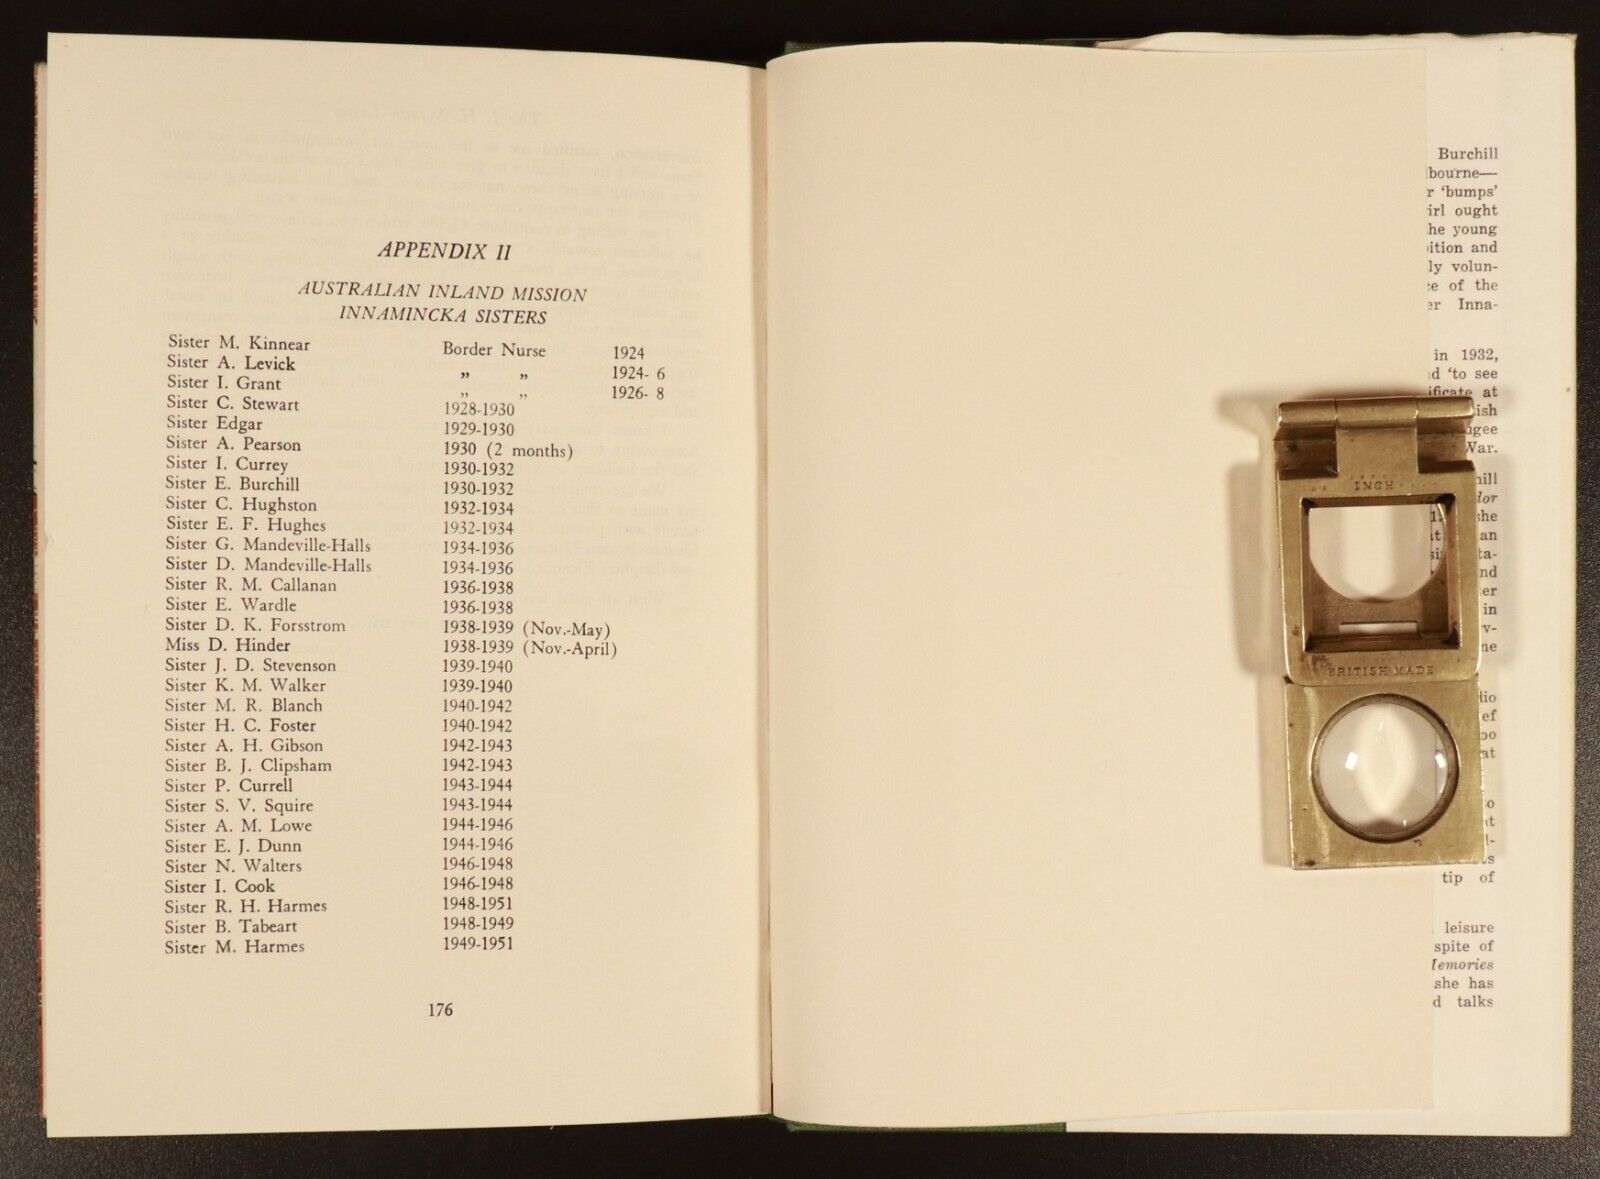 APPENDIX II
AUSTRALIAN INLAND MISSION
INNAMINCKA SISTERS
Sister M. Kinnear Border Nurse 1924
Sister A. Levick „ „ 1924- 6
Sister I. Grant „ „ 1926- 8
Sister C. Stewart 1928-1930
Sister Edgar 1929-1930
Sister A. Pearson 1930 (2 months)
Sister I. Currey 1930-1932
Sister E. Burchill 1930-1932
Sister C. Hughston 1932-1934
Sister E. F. Hughes 1932-1934
Sister G. Mandeville-Halls 1934-1936
Sister D. Mandeville-Halls 1934-1936
Sister R. M. Callanan 1936-1938
Sister E. Wardle 1936-1938
Sister D. K. Forsstrom 1938-1939 (Nov.-May)
Miss D. Hinder 1938-1939 (Nov.-April)
Sister J. D. Stevenson 1939-1940
Sister K. M. Walker 1939-1940
Sister M. R. Blanch 1940-1942
Sister H. C. Foster 1940-1942
Sister A. H. Gibson 1942-1943
Sister B. J. Clipsham 1942-1943
Sister P. Currell 1943-1944
Sister S. V. Squire 1943-1944
Sister A. M. Lowe 1944-1946
Sister E. J. Dunn 1944-1946
Sister N. Walters 1946-1948
Sister I. Cook 1946-1948
Sister R. H. Harmes 1948-1951
Sister B. Tabeart 1948-1949
Sister M. Harmes 1949-1951
176
Burchill
'bumps'
ought
young
and
volun-
of the
Inna-
in 1932,
'to see
at
War.
she
in
tip of
leisure
spite of
she has
talks
INCH
BRITISH MADE